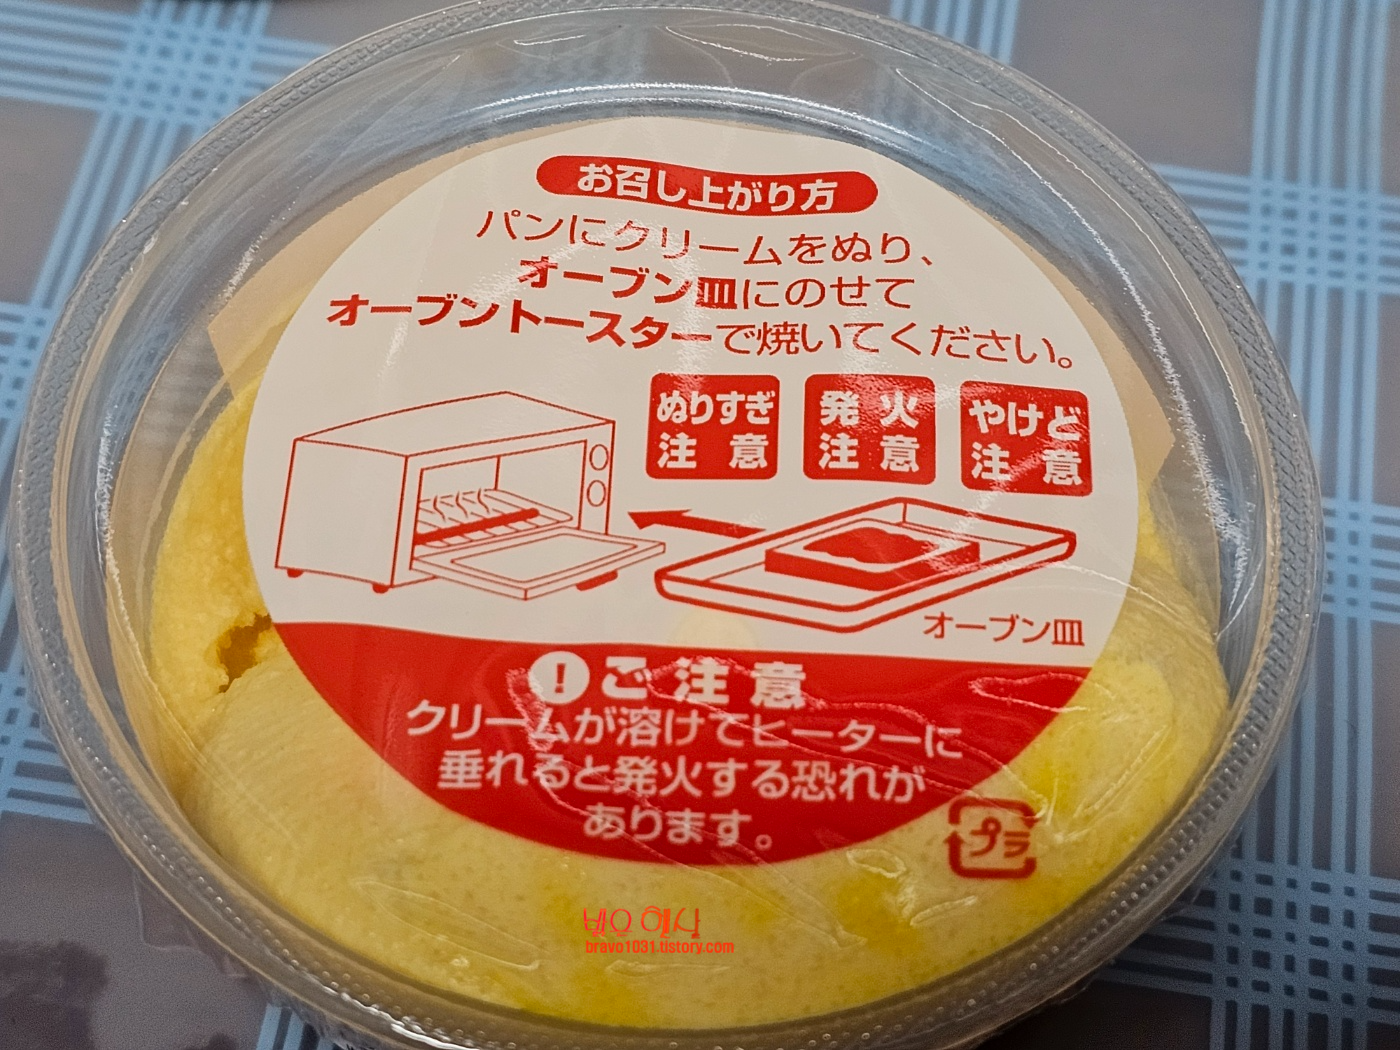 お召し上がり方
パンにクリームをぬり、
オーブン皿にのせて
オーブントースターで焼いてください。
ぬりすぎ
注意
発火
注意
やけど
注意
オーブン皿
!ご注意
クリームが溶けてヒーターに
垂れると発火する恐れが
あります。
プラ
bravo1031.tistory.com